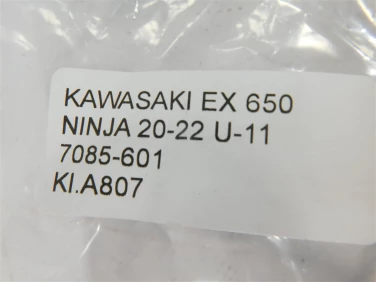 KAWASAKI EX 650
NINJA 20-22 U-11
7085-601
KI.A807